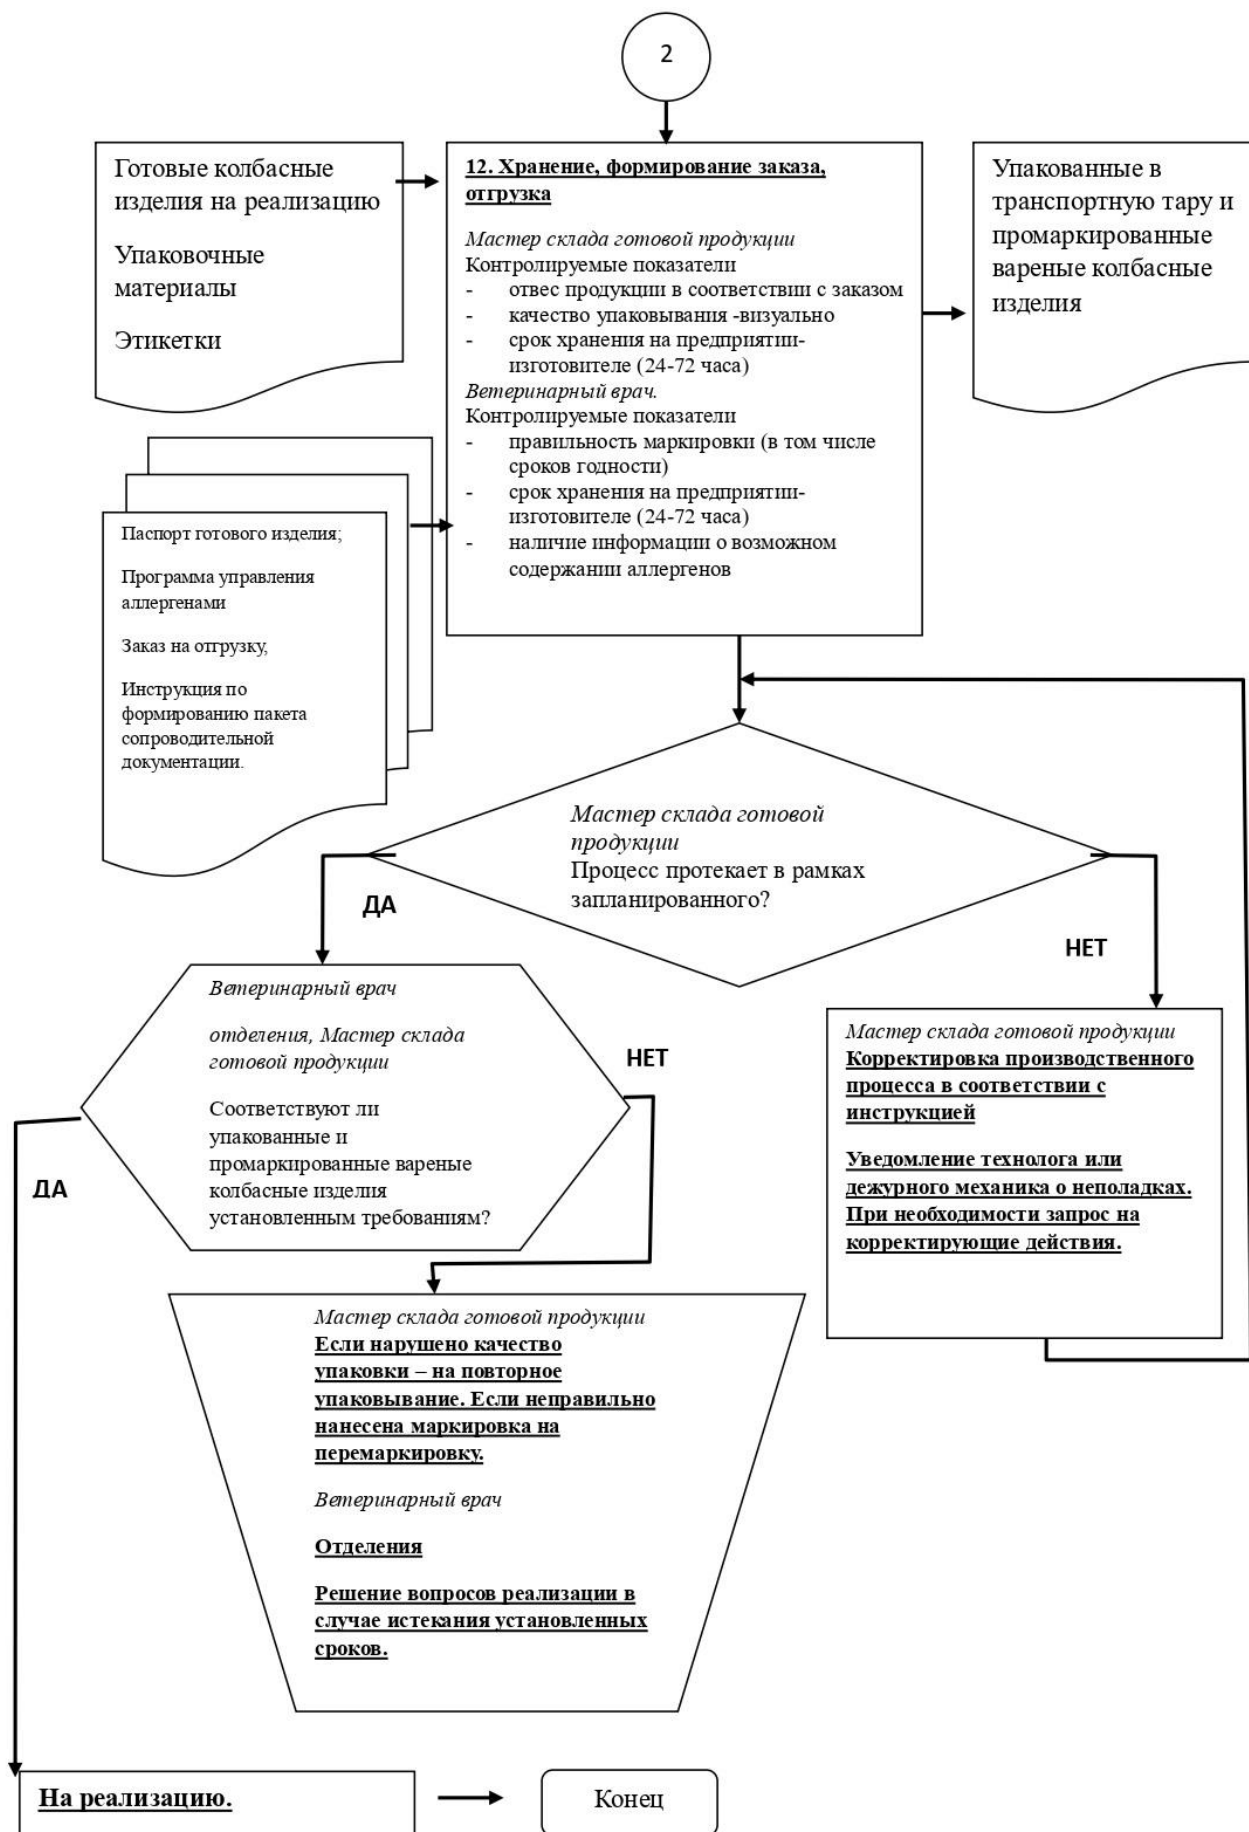 2
Готовые колбасные
изделия на реализацию
Упаковочные
материалы
Этикетки
12. Хранение, формирование заказа,
отгрузка
Мастер склада готовой продукции
Контролируемые показатели
- отвес продукции в соответствии с заказом
- качество упаковывания -визуально
- срок хранения на предприятии-
изготовителе (24-72 часа)
Ветеринарный врач.
Контролируемые показатели
- правильность маркировки (в том числе
сроков годности)
- срок хранения на предприятии-
изготовителе (24-72 часа)
- наличие информации о возможном
содержании аллергенов
Упакованные в
транспортную тару и
промаркированные
вареные колбасные
изделия
Паспорт готового изделия;
Программа управления
аллергенами
Заказ на отгрузку;
Инструкция по
формированию пакета
сопроводительной
документации.
Мастер склада готовой
продукции
Процесс протекает в рамках
запланированного?
ДА
НЕТ
Ветеринарный врач
отделения, Мастер склада
готовой продукции
Соответствуют ли
упакованные и
промаркированные вареные
колбасные изделия
установленным требованиям?
НЕТ
ДА
Мастер склада готовой продукции
Корректировка производственного
процесса в соответствии с
инструкцией
Уведомление технолога или
дежурного механика о неполадках.
При необходимости запрос на
корректирующие действия.
Мастер склада готовой продукции
Если нарушено качество
упаковки – на повторное
упаковывание. Если неправильно
нанесена маркировка на
перемаркировку.
Ветеринарный врач
Отделения
Решение вопросов реализации в
случае истекания установленных
сроков.
На реализацию.
Конец